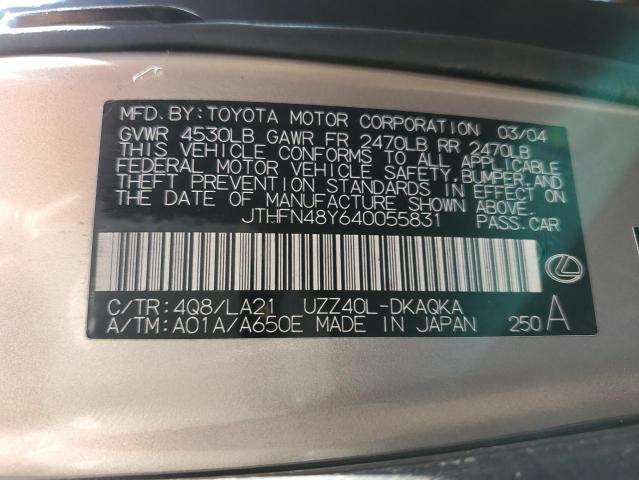 MFD. BY: TOYOTA MOTOR CORPORATION 03/04
GVWR 4530LB GAWR FR 2470LB RR 2470LB
THIS VEHICLE CONFORMS TO ALL APPLICABLE
FEDERAL MOTOR VEHICLE SAFETY, BUMPER, AND
THEFT PREVENTION STANDARDS IN EFFECT ON
THE DATE OF MANUFACTURE SHOWN ABOVE.
JTHFN48Y640055831 PASS. CAR
C/TR: 4Q8/LA21 UZZ40L-DKAQKA
A/TM: A01A/A650E MADE IN JAPAN 250 A